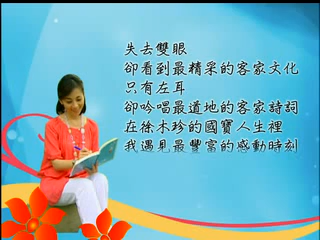 失去雙眼
卻看到最精采的客家文化
只有左耳
卻吟唱最道地的客家詩詞
在徐木珍的國寶人生裡
我遇見最豐富的感動時刻